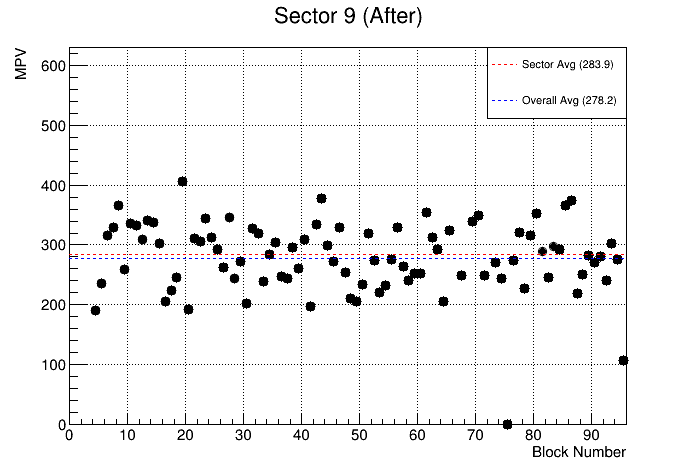 Sector 9 (After)
MPV
600
500
400
300
200
100
0
Sector Avg (283.9)
Overall Avg (278.2)
0 10 20 30 40 50 60 70 80 90
Block Number